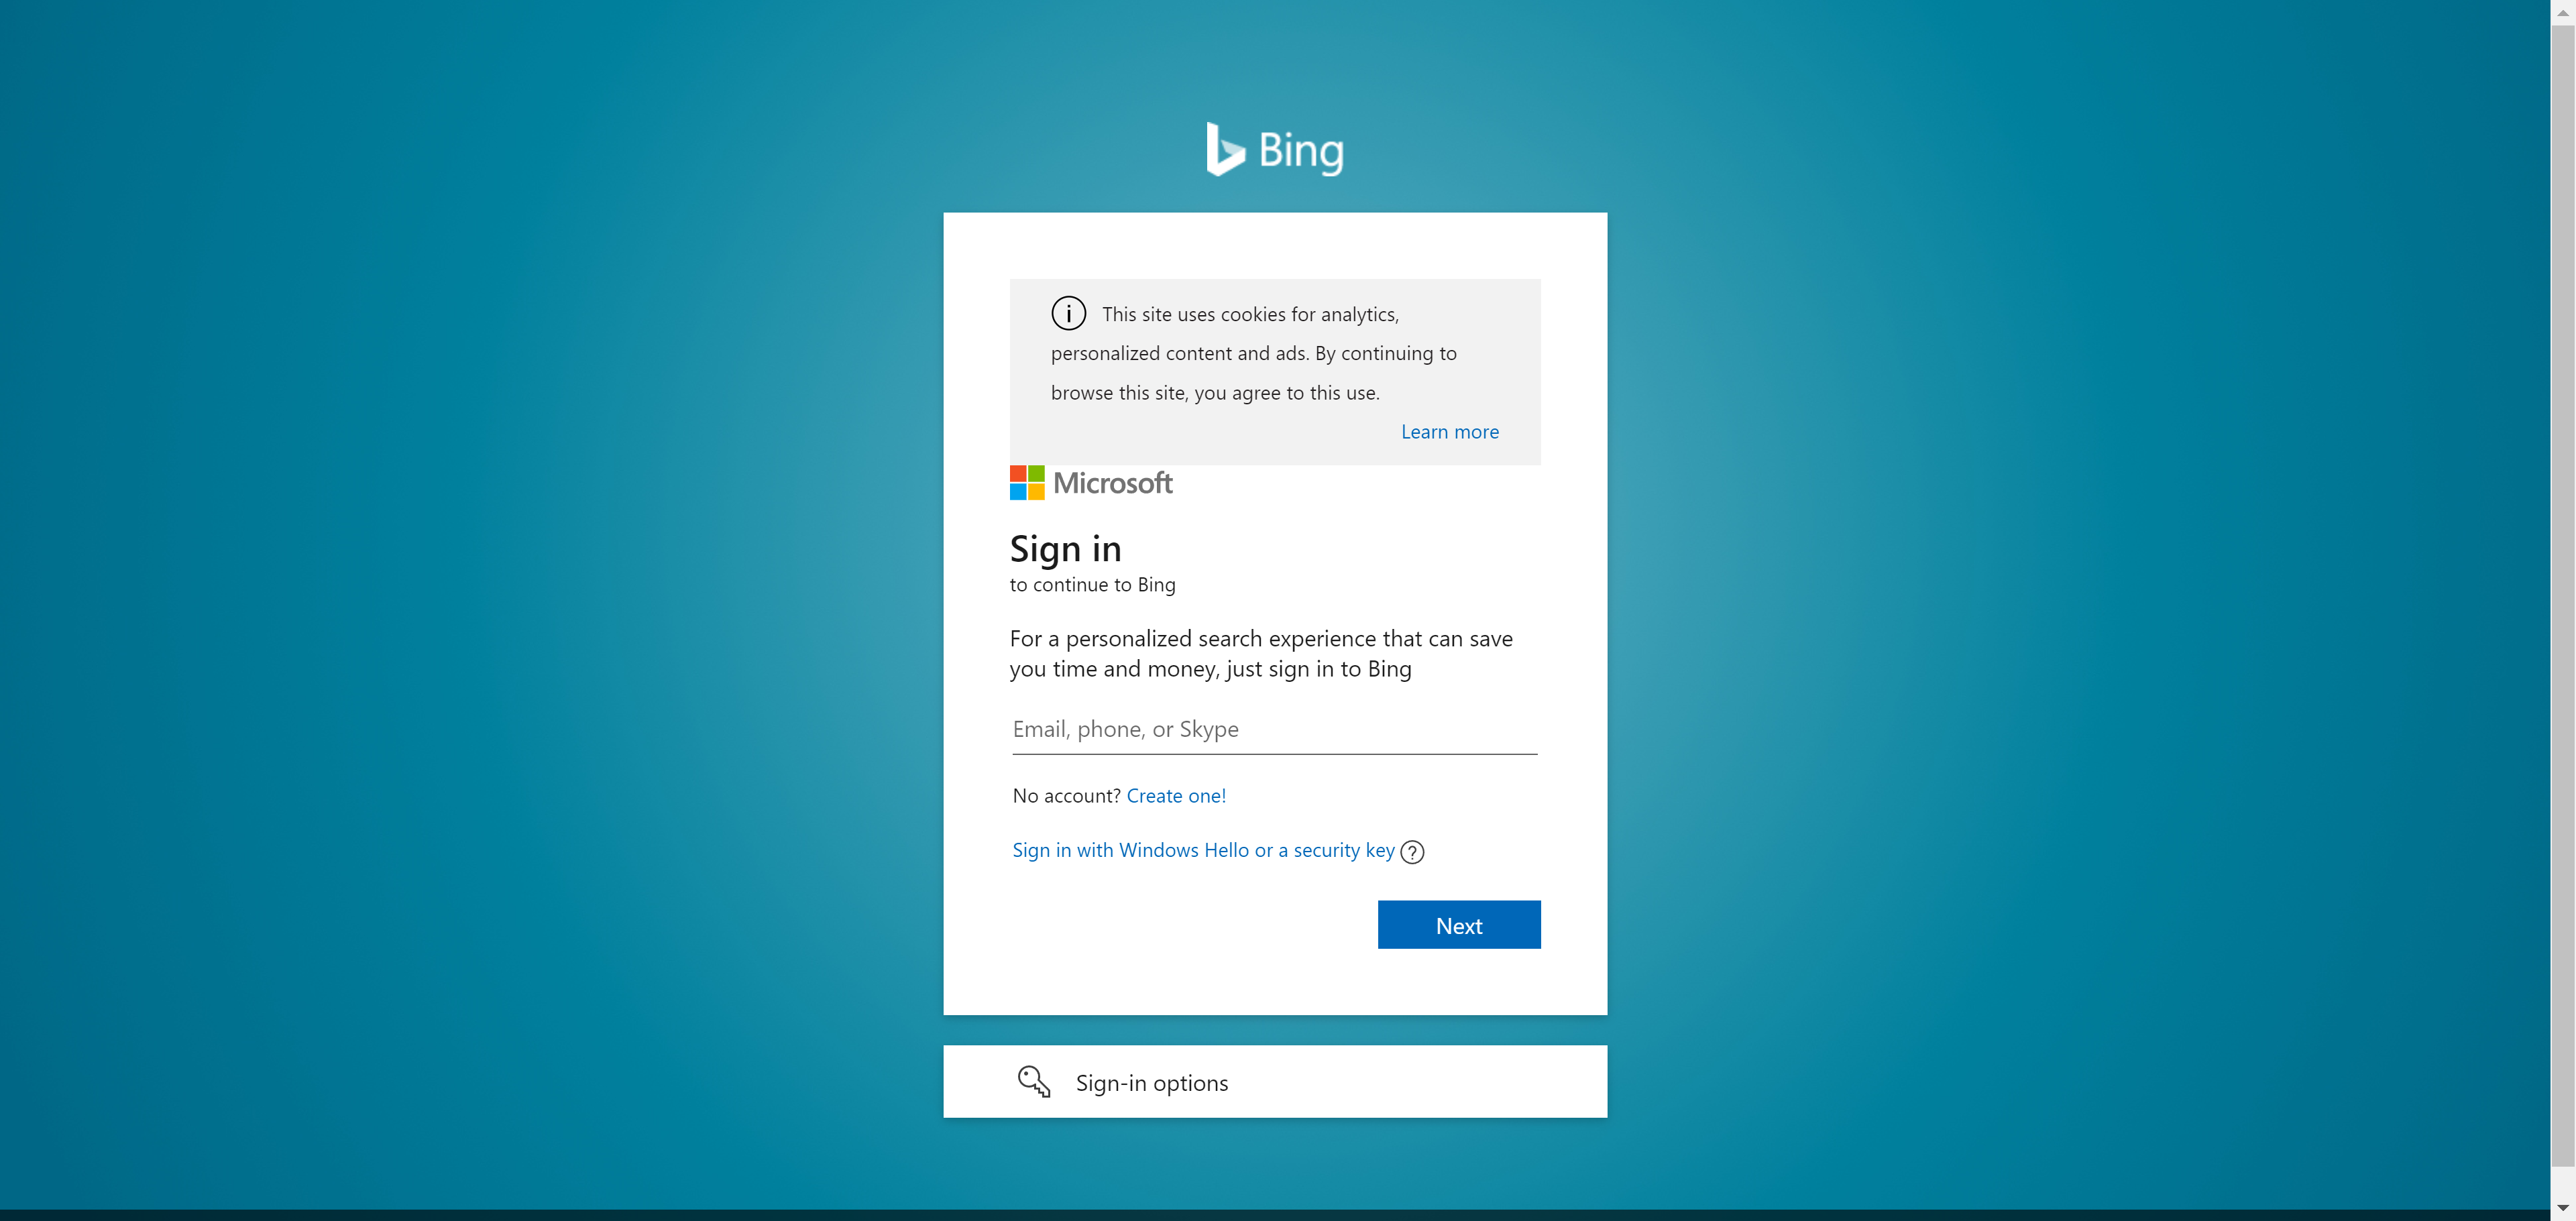 Bing
This site uses cookies for analytics,
personalized content and ads. By continuing to
browse this site, you agree to this use.
Learn more
Microsoft
Sign in
to continue to Bing
For a personalized search experience that can save
you time and money, just sign in to Bing
Email, phone, or Skype
No account? Create one!
Sign in with Windows Hello or a security key
Next
Sign-in options